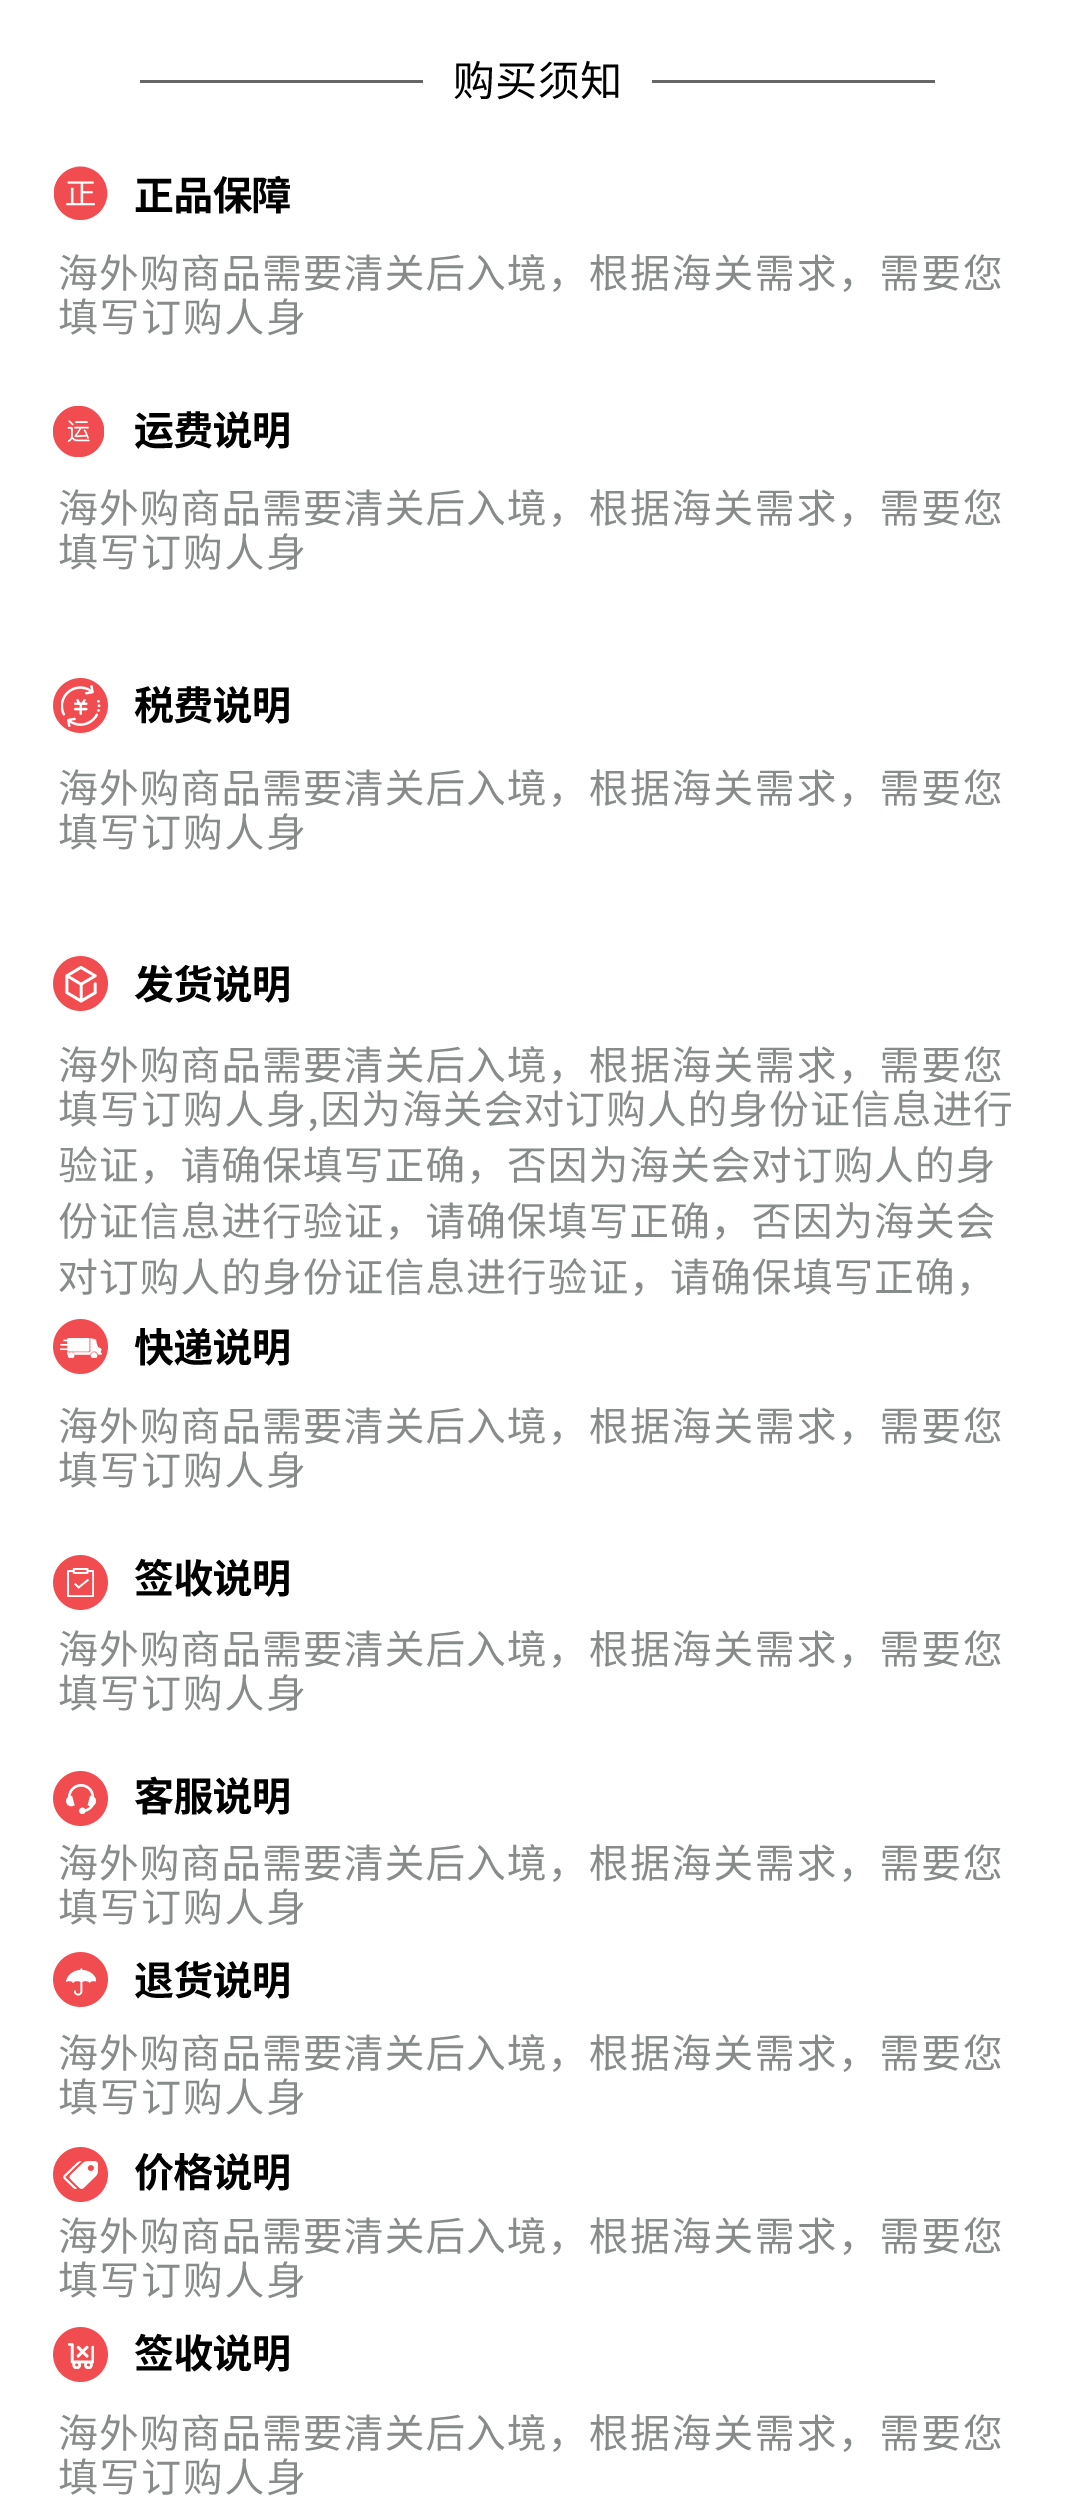 购买须知
正 正品保障
海外购商品需要清关后入境，根据海关需求，需要您
填写订购人身
运 运费说明
海外购商品需要清关后入境，根据海关需求，需要您
填写订购人身
¥ 税费说明
海外购商品需要清关后入境，根据海关需求，需要您
填写订购人身
发货说明
海外购商品需要清关后入境，根据海关需求，需要您
填写订购人身,因为海关会对订购人的身份证信息进行
验证，请确保填写正确，否因为海关会对订购人的身
份证信息进行验证，请确保填写正确，否因为海关会
对订购人的身份证信息进行验证，请确保填写正确，
快递说明
海外购商品需要清关后入境，根据海关需求，需要您
填写订购人身
签收说明
海外购商品需要清关后入境，根据海关需求，需要您
填写订购人身
客服说明
海外购商品需要清关后入境，根据海关需求，需要您
填写订购人身
退货说明
海外购商品需要清关后入境，根据海关需求，需要您
填写订购人身
价格说明
海外购商品需要清关后入境，根据海关需求，需要您
填写订购人身
签收说明
海外购商品需要清关后入境，根据海关需求，需要您
填写订购人身